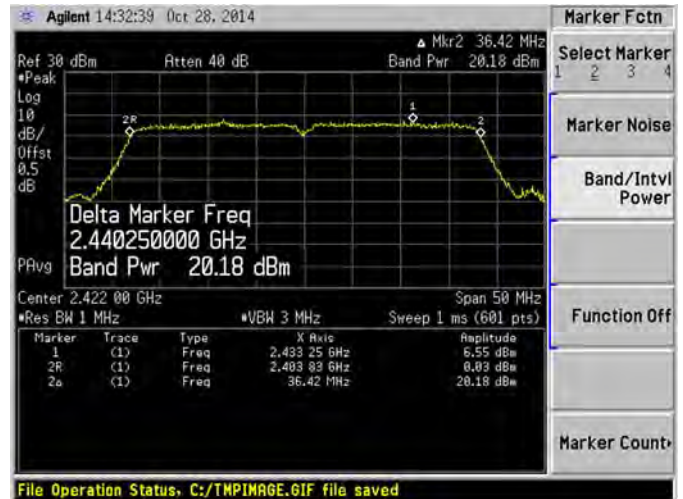 Agilent 14:32:39 Oct 28, 2014
Marker Fctn
Δ Mkr2 36.42 MHz
Ref 30 dBm Atten 40 dB Band Pwr 20.18 dBm
#Peak
Log
10
dB/
Offst
0.5
dB
2R
1
2
Delta Marker Freq
2.440250000 GHz
Band Pwr 20.18 dBm
PAvg
Center 2.422 00 GHz Span 50 MHz
#Res BW 1 MHz #VBW 3 MHz Sweep 1 ms (601 pts)
Marker Trace Type X Axis Amplitude
1 (1) Freq 2.433 25 GHz 6.55 dBm
2R (1) Freq 2.403 83 GHz 0.03 dBm
2Δ (1) Freq 36.42 MHz 20.18 dBm
Select Marker
1 2 3 4
Marker Noise
Band/Intvl
Power
Function Off
Marker Count
File Operation Status, C:/TMPIMAGE.GIF file saved